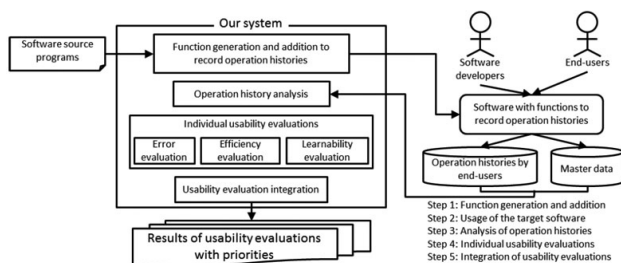 Our system
Software source
programs
Function generation and addition to
record operation histories
Operation history analysis
Individual usability evaluations
Error
evaluation
Efficiency
evaluation
Learnability
evaluation
Usability evaluation integration
Results of usability evaluations
with priorities
Software
developers
End-users
Software with functions to
record operation histories
Operation histories by
end-users
Master data
Step 1: Function generation and addition
Step 2: Usage of the target software
Step 3: Analysis of operation histories
Step 4: Individual usability evaluations
Step 5: Integration of usability evaluations